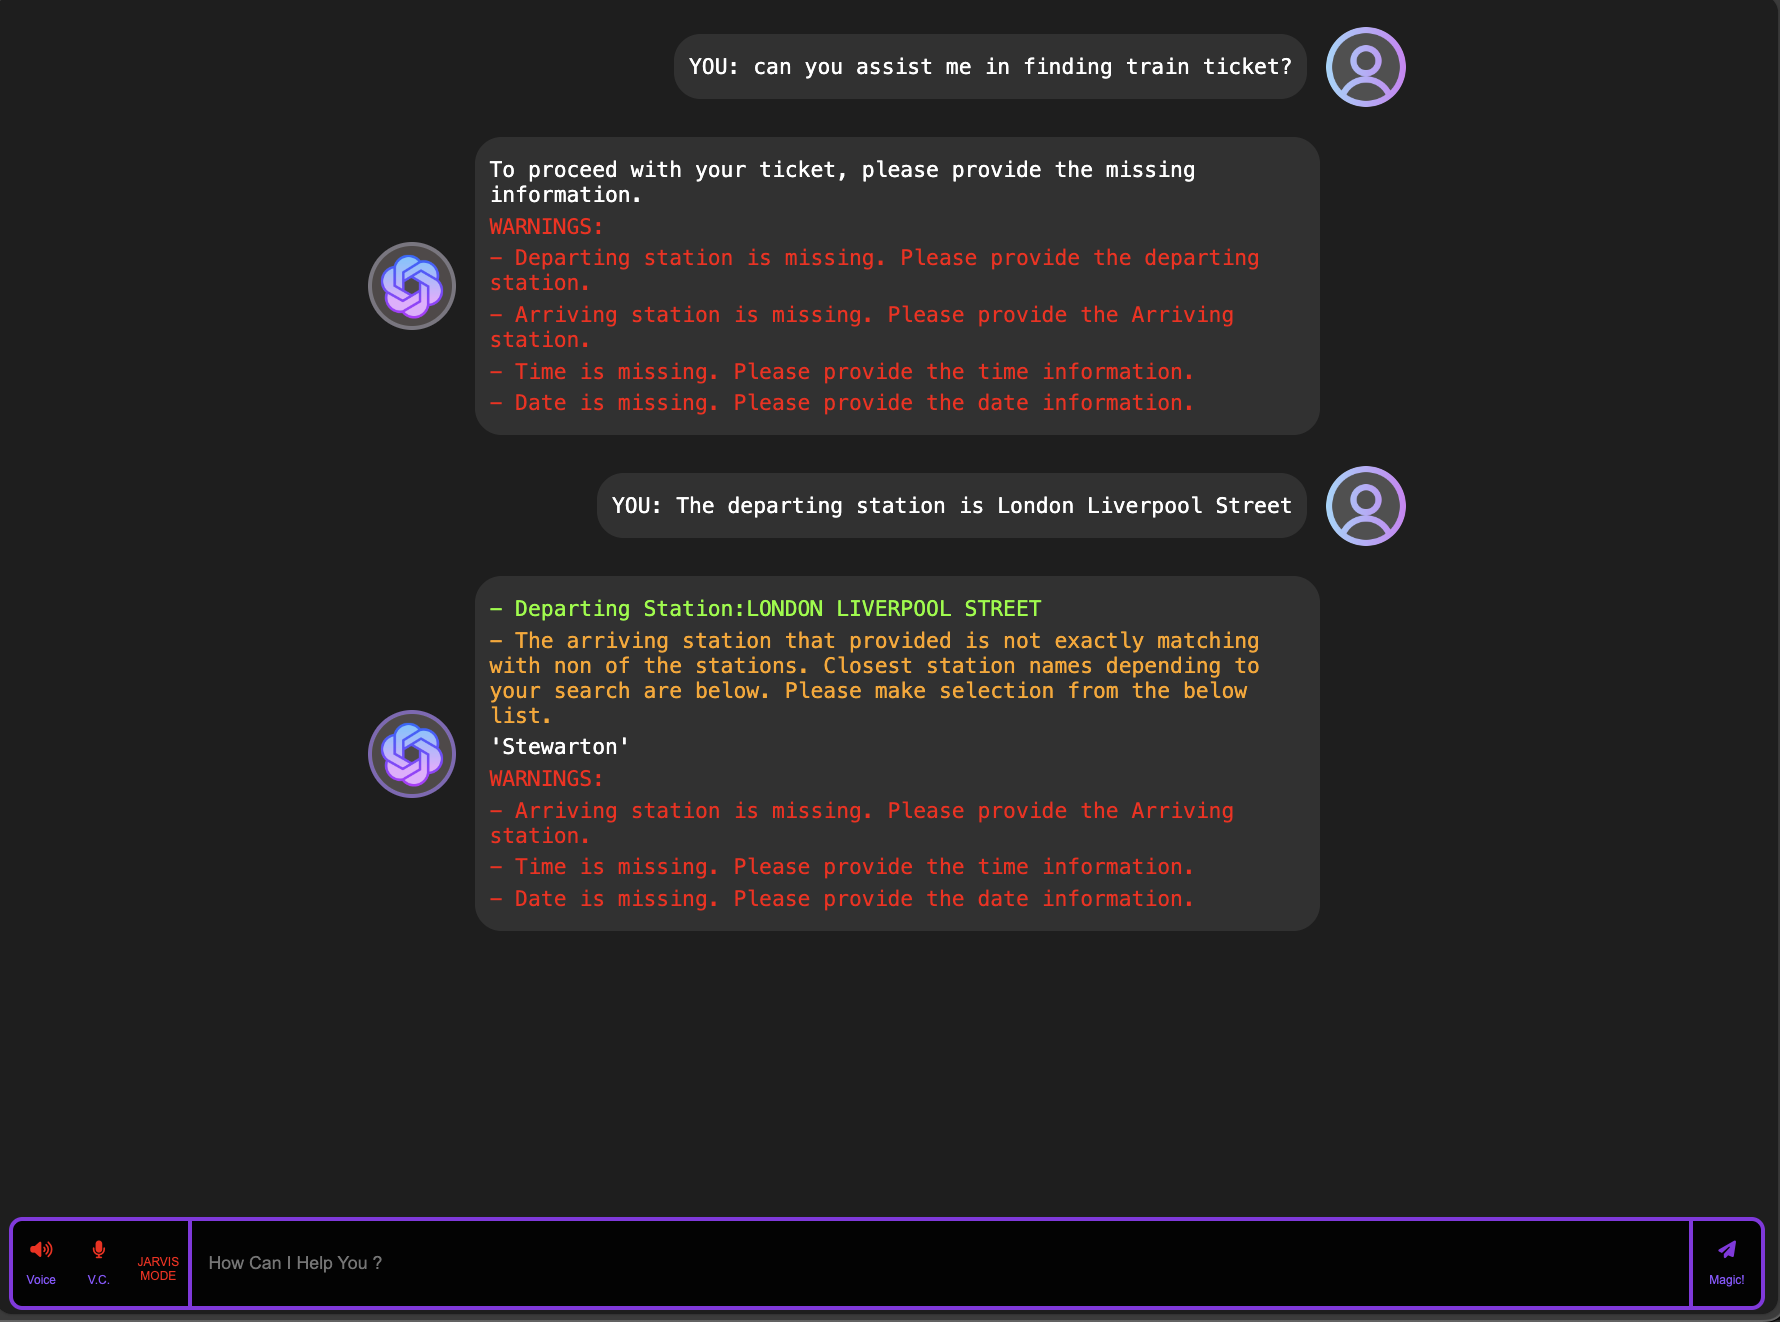 YOU: can you assist me in finding train ticket?
To proceed with your ticket, please provide the missing
information.
WARNINGS:
- Departing station is missing. Please provide the departing
station.
- Arriving station is missing. Please provide the Arriving
station.
- Time is missing. Please provide the time information.
- Date is missing. Please provide the date information.
YOU: The departing station is London Liverpool Street
- Departing Station:LONDON LIVERPOOL STREET
- The arriving station that provided is not exactly matching
with non of the stations. Closest station names depending to
your search are below. Please make selection from the below
list.
'Stewarton'
WARNINGS:
- Arriving station is missing. Please provide the Arriving
station.
- Time is missing. Please provide the time information.
- Date is missing. Please provide the date information.
Voice
V.C.
JARVIS
MODE
How Can I Help You ?
Magic!